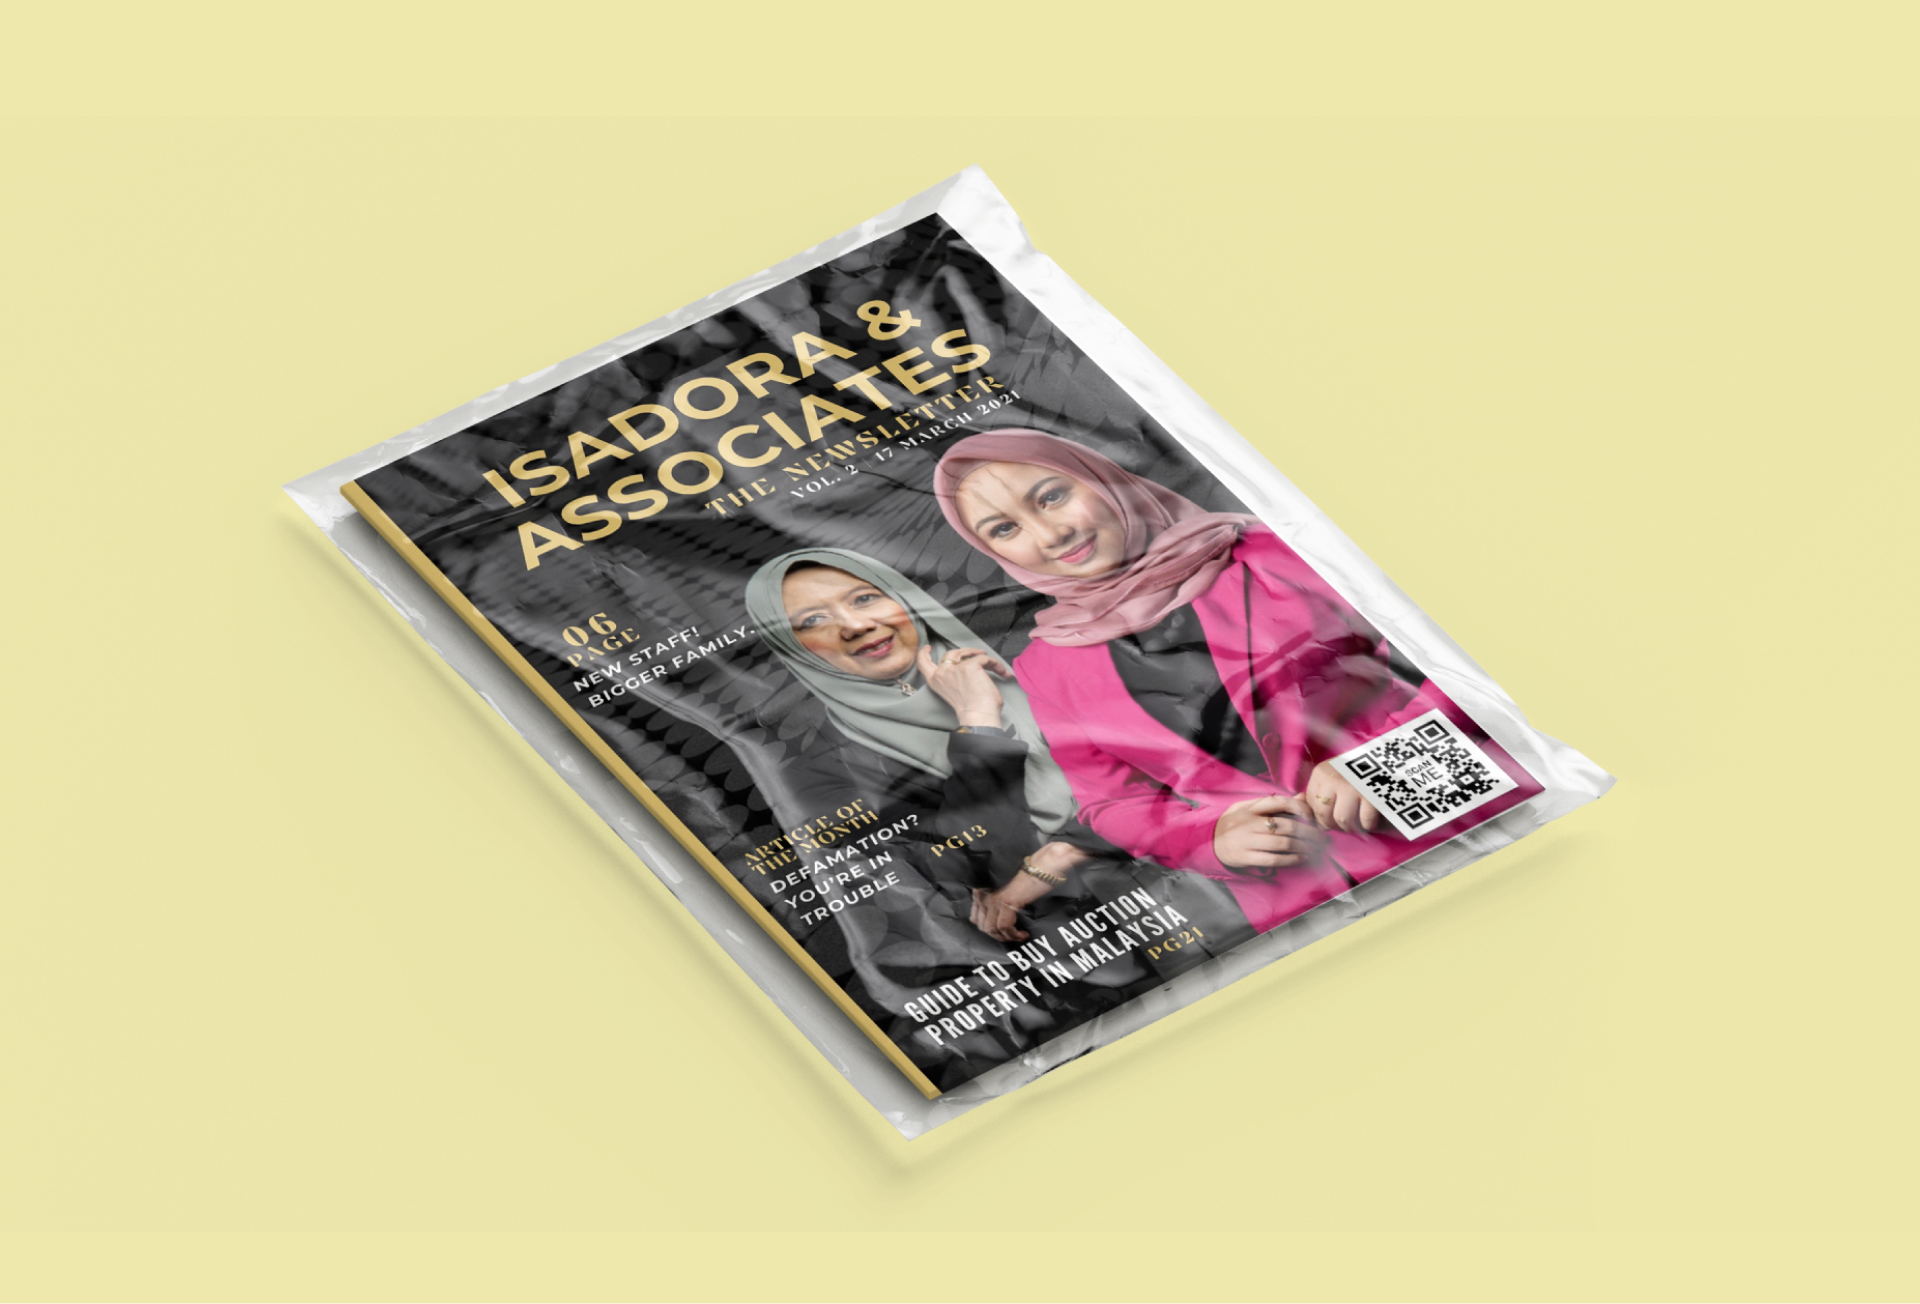 ISADORA &
ASSOCIATES
THE NEWSLETTER
VOL. 2 | 17 MARCH 2021
06
PAGE
NEW STAFF!
BIGGER FAMILY.
ARTICLE OF
THE MONTH
DEFAMATION?
YOU'RE IN
TROUBLE
PG13
GUIDE TO BUY AUCTION
PROPERTY IN MALAYSIA
PG21
SCAN
ME